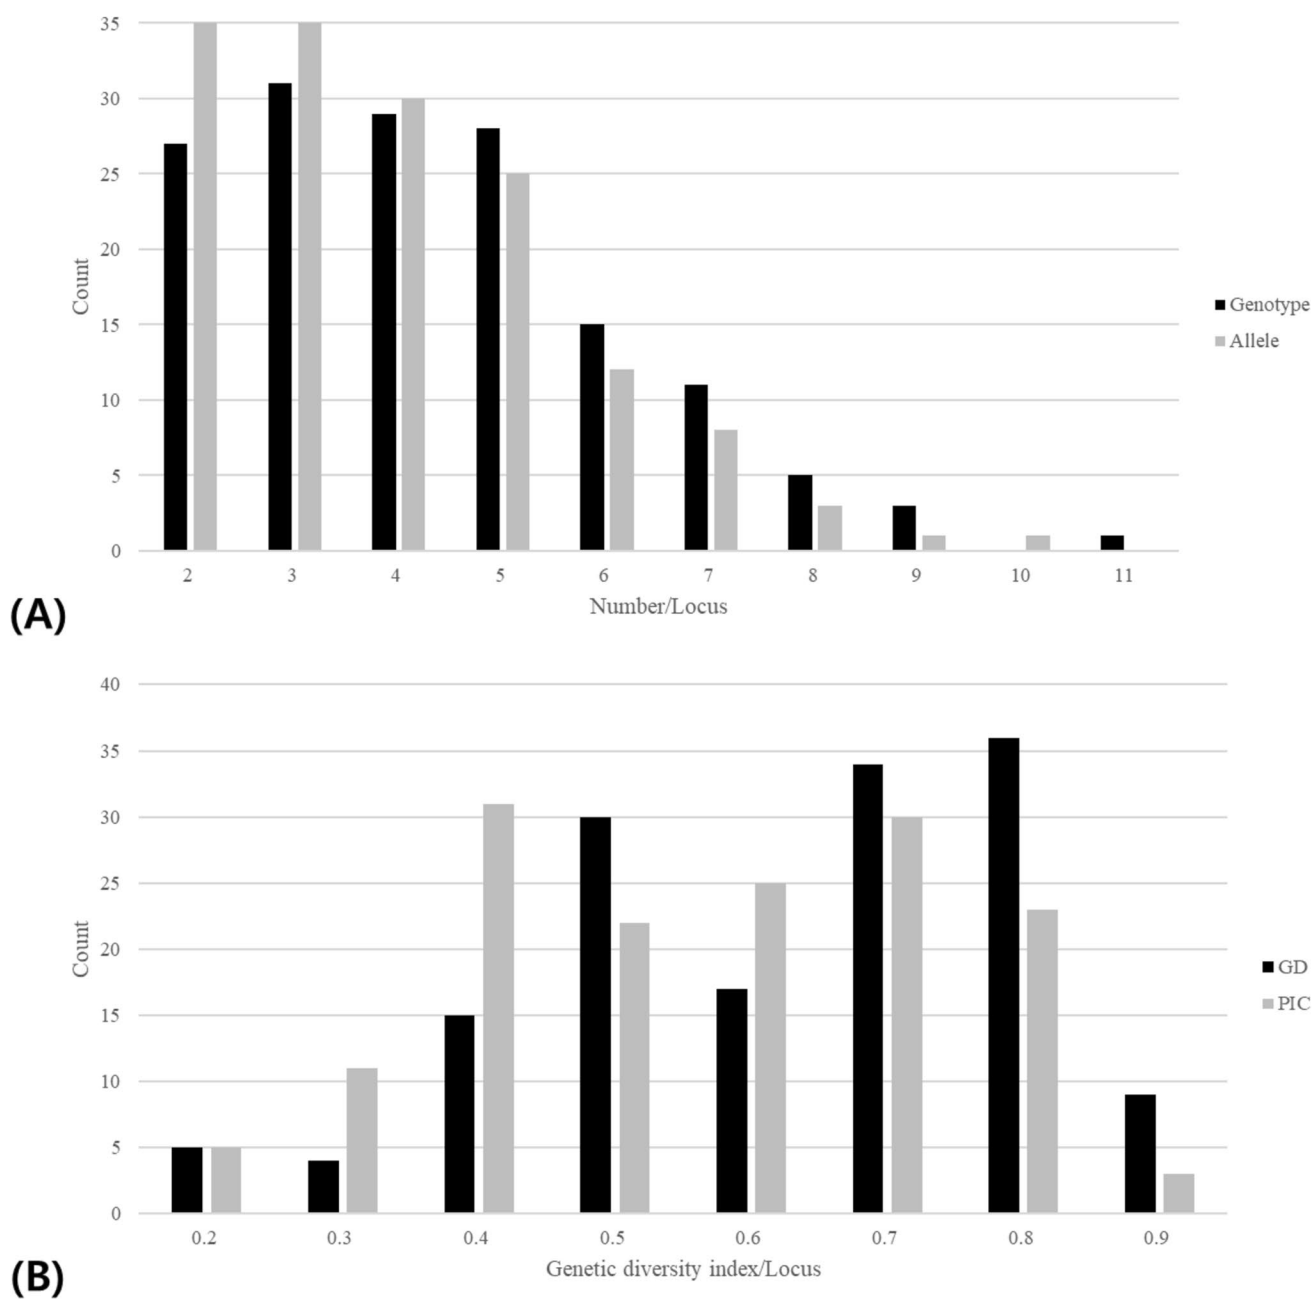 35
30
25
20
15
10
5
0
Count
2 3 4 5 6 7 8 9 10 11
Number/Locus
Genotype
Allele
(A)
40
35
30
25
20
15
10
5
0
Count
0.2 0.3 0.4 0.5 0.6 0.7 0.8 0.9
Genetic diversity index/Locus
GD
PIC
(B)